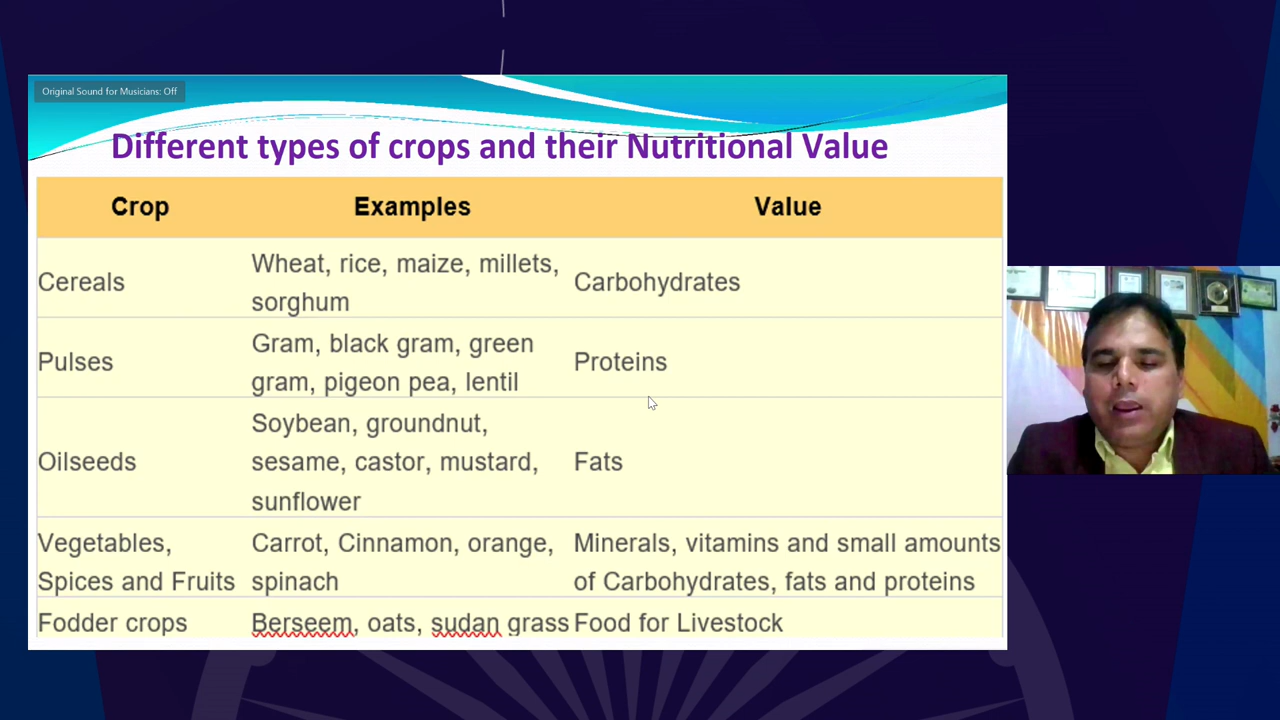 Original Sound for Musicians: Off
Different types of crops and their Nutritional Value
Crop Examples Value
Cereals
Wheat, rice, maize, millets,
sorghum
Carbohydrates
Pulses
Gram, black gram, green
gram, pigeon pea, lentil
Proteins
Oilseeds
Soybean, groundnut,
sesame, castor, mustard,
sunflower
Fats
Vegetables,
Spices and Fruits
Carrot, Cinnamon, orange,
spinach
Minerals, vitamins and small amounts
of Carbohydrates, fats and proteins
Fodder crops
Berseem, oats, sudan grass
Food for Livestock